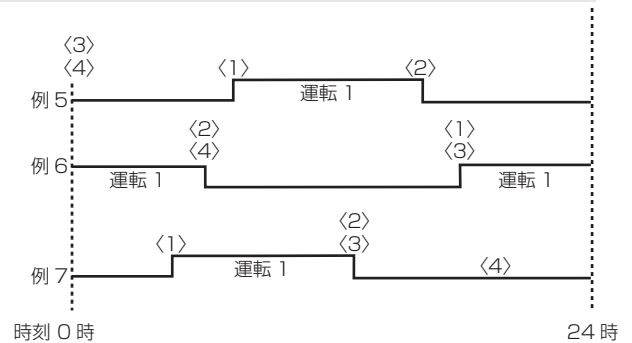 〈3〉
〈4〉 〈1〉 〈2〉
例 5 運転 1
〈2〉 〈1〉
〈4〉 〈3〉
例 6 運転 1 運転 1
〈2〉
〈1〉 〈3〉 〈4〉
例 7 運転 1
時刻 0 時 24 時